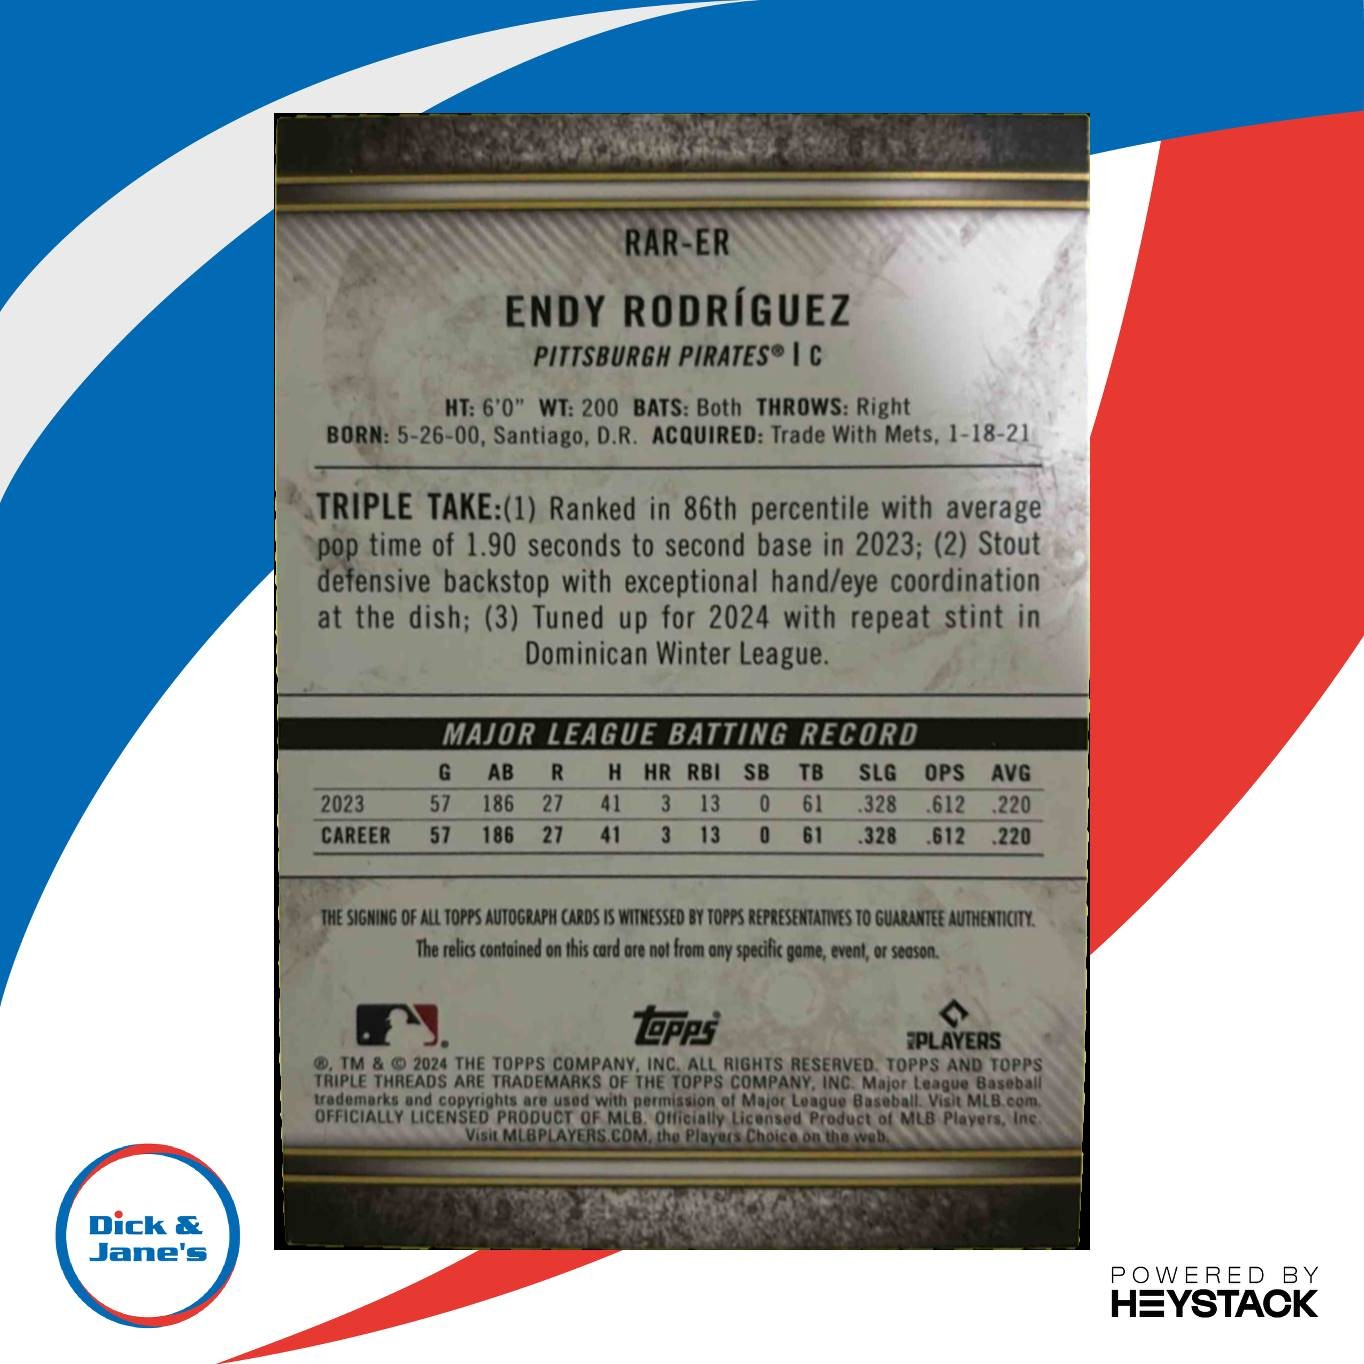 RAR-ER
ENDY RODRÍGUEZ
PITTSBURGH PIRATES® | C
HT: 6'0" WT: 200 BATS: Both THROWS: Right
BORN: 5-26-00, Santiago, D.R. ACQUIRED: Trade With Mets, 1-18-21
TRIPLE TAKE:(1) Ranked in 86th percentile with average
pop time of 1.90 seconds to second base in 2023; (2) Stout
defensive backstop with exceptional hand/eye coordination
at the dish; (3) Tuned up for 2024 with repeat stint in
Dominican Winter League.
MAJOR LEAGUE BATTING RECORD
G AB R H HR RBI SB TB SLG OPS AVG
2023 57 186 27 41 3 13 0 61 .328 .612 .220
CAREER 57 186 27 41 3 13 0 61 .328 .612 .220
THE SIGNING OF ALL TOPPS AUTOGRAPH CARDS IS WITNESSED BY TOPPS REPRESENTATIVES TO GUARANTEE AUTHENTICITY.
The relics contained on this card are not from any specific game, event, or season.
topps
PLAYERS
®, TM & © 2024 THE TOPPS COMPANY, INC. ALL RIGHTS RESERVED. TOPPS AND TOPPS
TRIPLE THREADS ARE TRADEMARKS OF THE TOPPS COMPANY, INC. Major League Baseball
trademarks and copyrights are used with permission of Major League Baseball. Visit MLB.com.
OFFICIALLY LICENSED PRODUCT OF MLB. Officially Licensed Product of MLB Players, Inc.
Visit MLBPLAYERS.COM, the Players Choice on the web.
Dick &
Jane's
POWERED BY
HEYSTACK